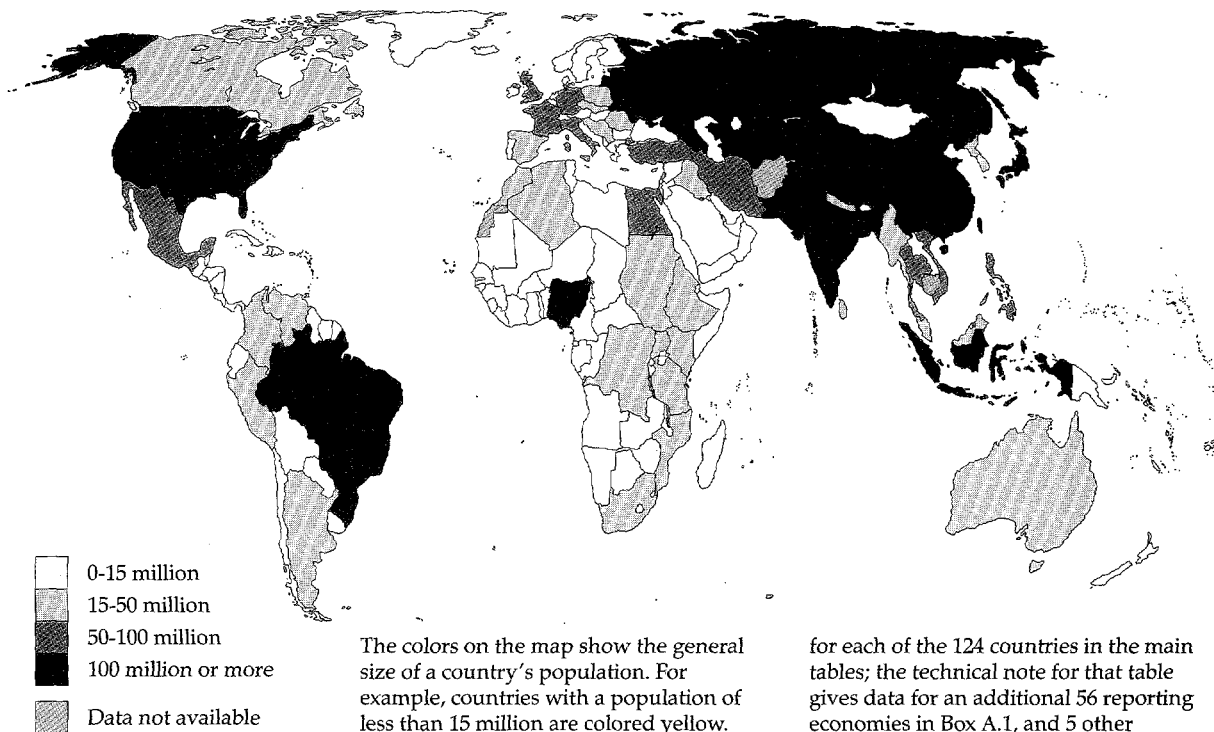 0-15 million
15-50 million
50-100 million
100 million or more
Data not available
The colors on the map show the general
size of a country's population. For
example, countries with a population of
less than 15 million are colored yellow.
for each of the 124 countries in the main
tables; the technical note for that table
gives data for an additional 56 reporting
economies in Box A.1, and 5 other